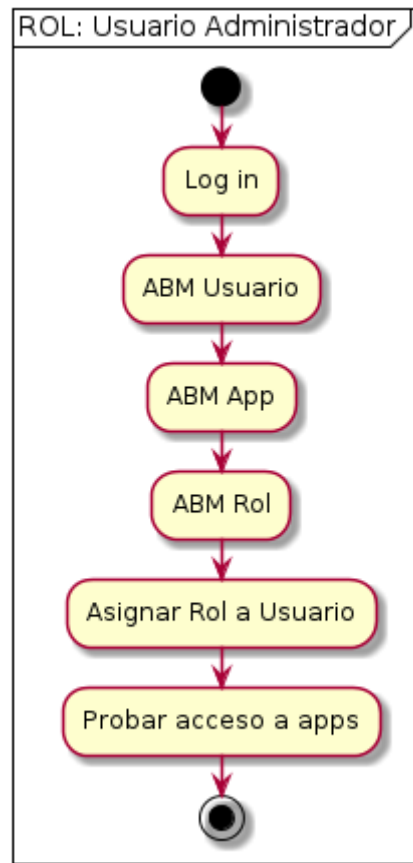 ROL: Usuario Administrador
Log in
ABM Usuario
ABM App
ABM Rol
Asignar Rol a Usuario
Probar acceso a apps